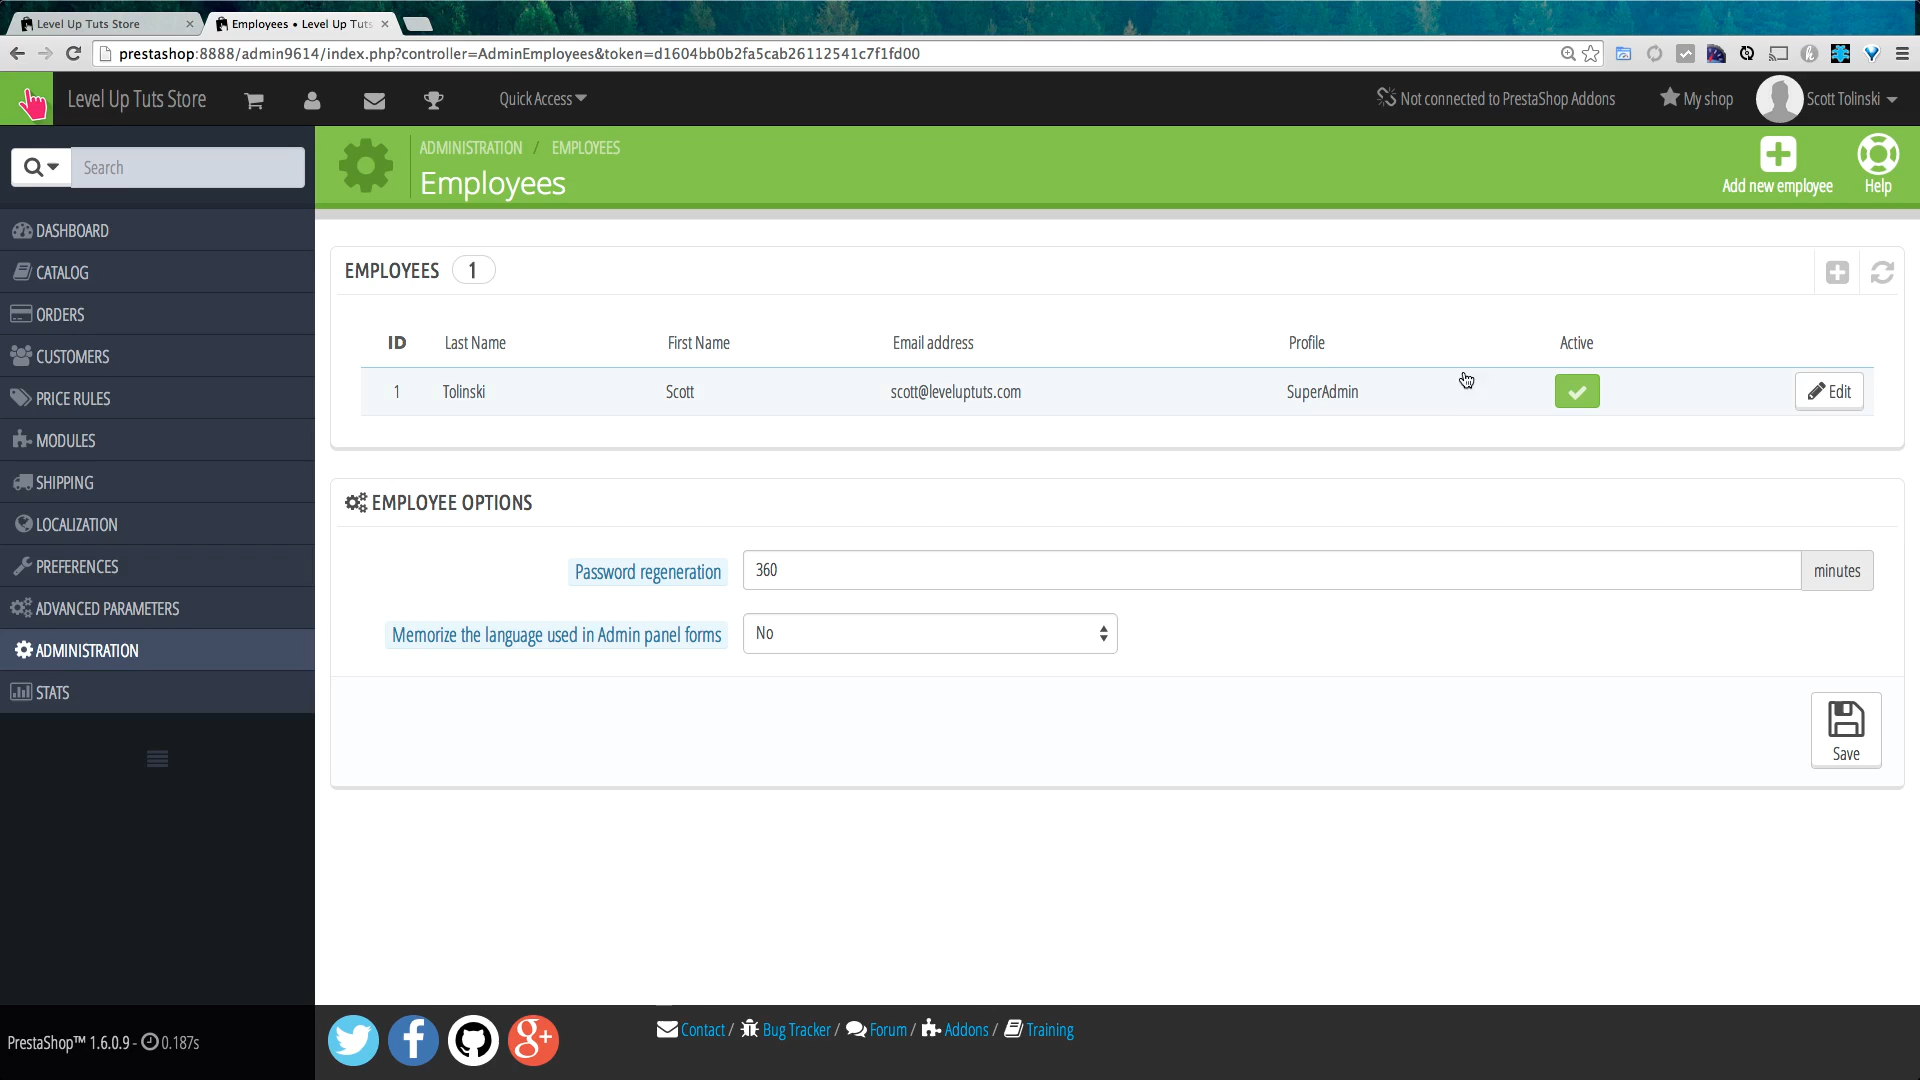 Level Up Tuts Store
Employees • Level Up Tuts
prestashop:8888/admin9614/index.php?controller=AdminEmployees&token=d1604bb0b2fa5cab26112541c7f1fd00
Level Up Tuts Store
Quick Access
Not connected to PrestaShop Addons
My shop
Scott Tolinski
Search
ADMINISTRATION / EMPLOYEES
Employees
Add new employee
Help
DASHBOARD
CATALOG
ORDERS
CUSTOMERS
PRICE RULES
MODULES
SHIPPING
LOCALIZATION
PREFERENCES
ADVANCED PARAMETERS
ADMINISTRATION
STATS
EMPLOYEES 1
ID Last Name First Name Email address Profile Active
1 Tolinski Scott scott@leveluptuts.com SuperAdmin Edit
EMPLOYEE OPTIONS
Password regeneration 360 minutes
Memorize the language used in Admin panel forms No
Save
PrestaShop™ 1.6.0.9 - 0.187s
Contact / Bug Tracker / Forum / Addons / Training